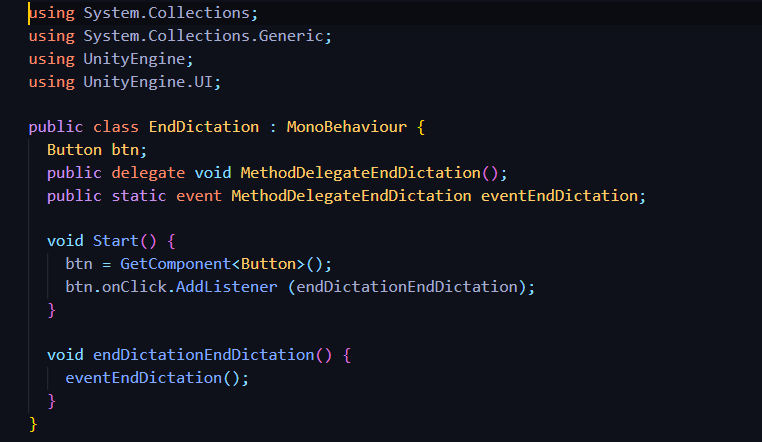 using System.Collections;
using System.Collections.Generic;
using UnityEngine;
using UnityEngine.UI;

public class EndDictation : MonoBehaviour {
  Button btn;
  public delegate void MethodDelegateEndDictation();
  public static event MethodDelegateEndDictation eventEndDictation;

  void Start() {
    btn = GetComponent<Button>();
    btn.onClick.AddListener (endDictationEndDictation);
  }

  void endDictationEndDictation() {
    eventEndDictation();
  }
}